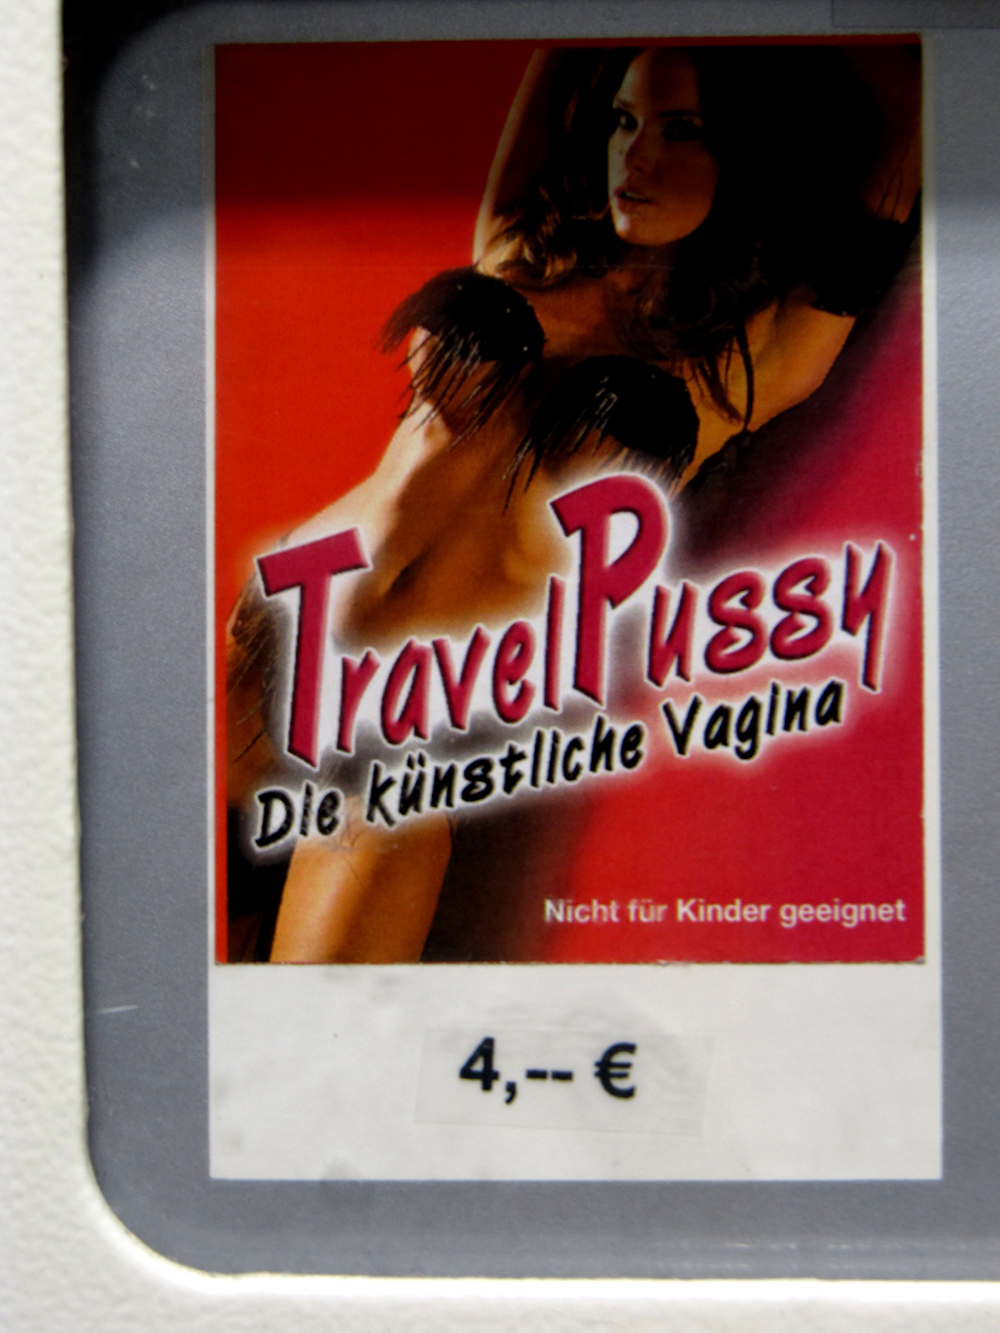 TravelPussy
Die künstliche Vagina
Nicht für Kinder geeignet
4,-- €